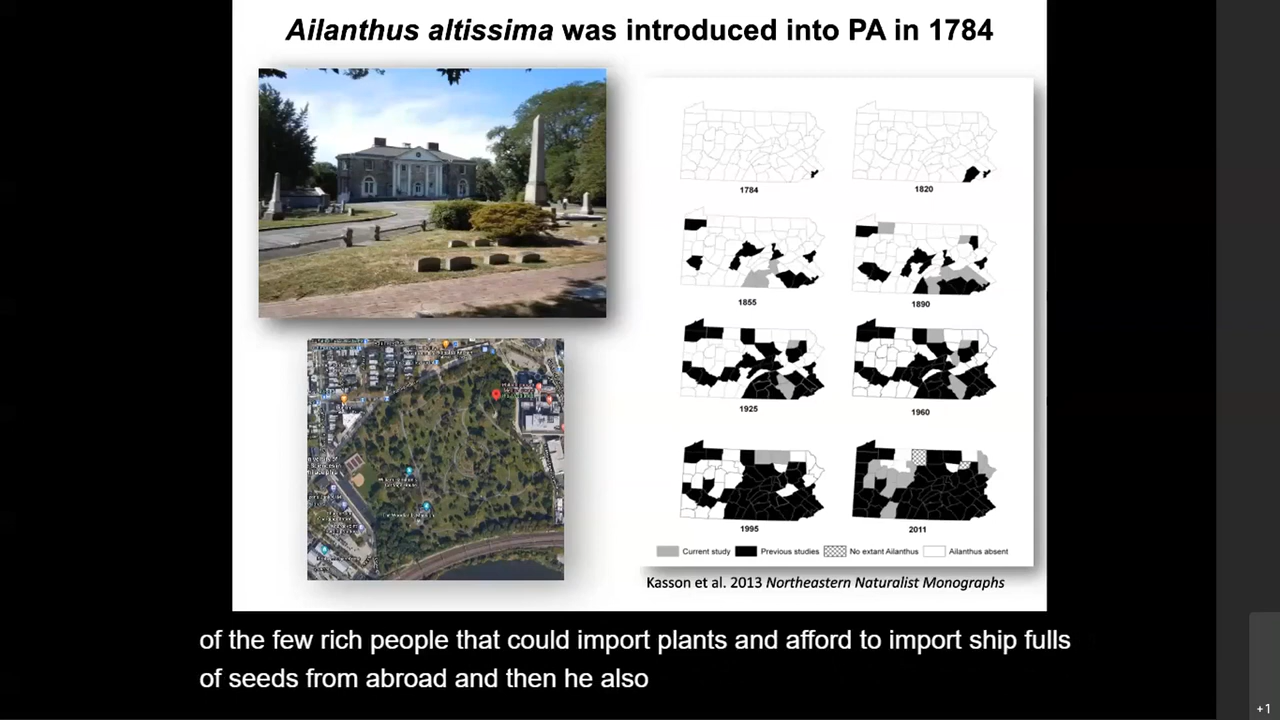 Ailanthus altissima was introduced into PA in 1784
1784
1820
1855
1890
1925
1960
1995
2011
Current study
Previous studies
No extant Ailanthus
Ailanthus absent
Kasson et al. 2013 Northeastern Naturalist Monographs
of the few rich people that could import plants and afford to import ship fulls
of seeds from abroad and then he also
+1